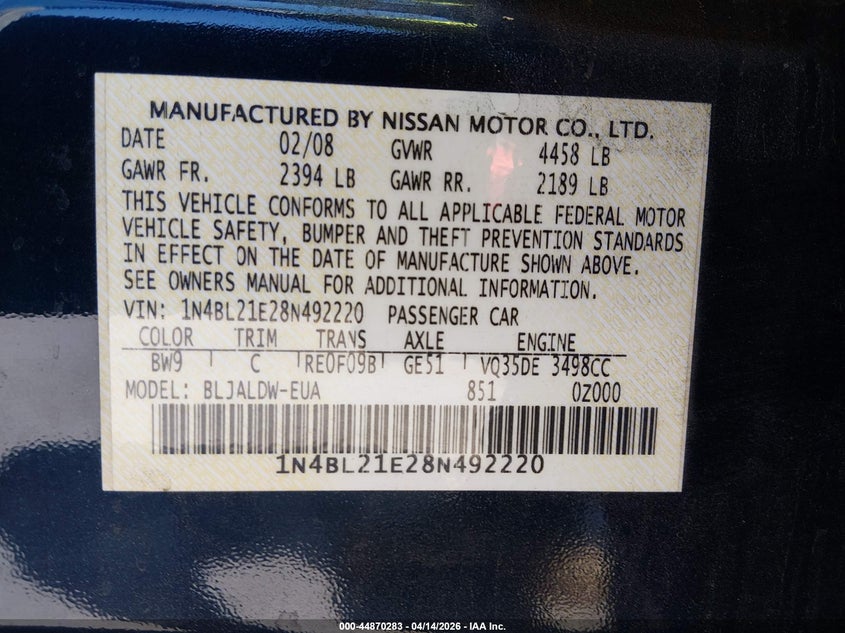 MANUFACTURED BY NISSAN MOTOR CO., LTD.
DATE 02/08 GVWR 4458 LB
GAWR FR. 2394 LB GAWR RR. 2189 LB
THIS VEHICLE CONFORMS TO ALL APPLICABLE FEDERAL MOTOR
VEHICLE SAFETY, BUMPER AND THEFT PREVENTION STANDARDS
IN EFFECT ON THE DATE OF MANUFACTURE SHOWN ABOVE.
SEE OWNERS MANUAL FOR ADDITIONAL INFORMATION.
VIN: 1N4BL21E28N492220 PASSENGER CAR
COLOR TRIM TRANS AXLE ENGINE
BW9 C RE0F09B GE51 VQ35DE 3498CC
MODEL: BLJALDW-EUA 851 0Z000
1N4BL21E28N492220
000-44870283 - 04/14/2026 - IAA Inc.